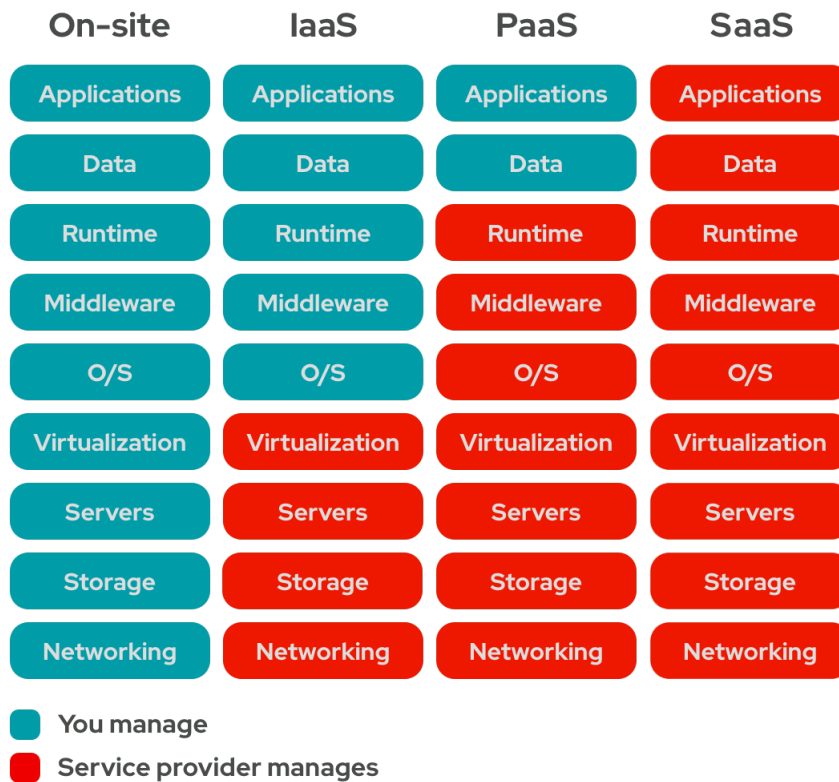 On-site IaaS PaaS SaaS
Applications Applications Applications Applications
Data Data Data Data
Runtime Runtime Runtime Runtime
Middleware Middleware Middleware Middleware
O/S O/S O/S O/S
Virtualization Virtualization Virtualization Virtualization
Servers Servers Servers Servers
Storage Storage Storage Storage
Networking Networking Networking Networking
You manage
Service provider manages